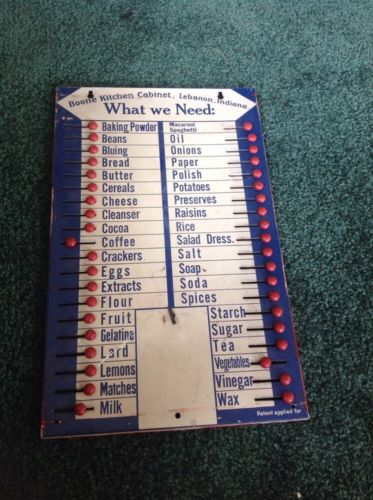 Boone Kitchen Cabinet, Lebanon, Indiana
What we Need:
Baking Powder
Beans
Bluing
Bread
Butter
Cereals
Cheese
Cleanser
Cocoa
Coffee
Crackers
Eggs
Extracts
Flour
Fruit
Gelatine
Lard
Lemons
Matches
Milk
Macaroni
Spaghetti
Oil
Onions
Paper
Polish
Potatoes
Preserves
Raisins
Rice
Salad Dress.
Salt
Soap
Soda
Spices
Starch
Sugar
Tea
Vegetables
Vinegar
Wax
Patent applied for